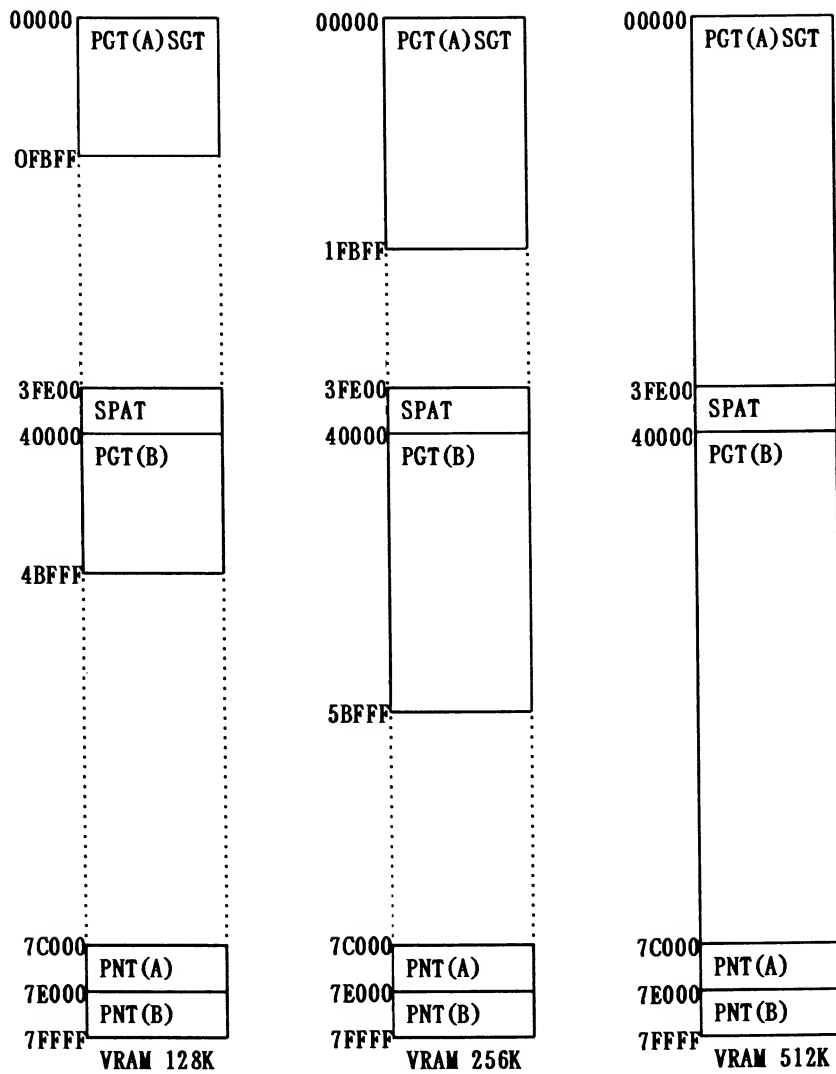 00000
PGT(A)SGT
0FBFF
3FE00
SPAT
40000
PGT(B)
4BFFF
7C000
PNT(A)
7E000
PNT(B)
7FFFF
VRAM 128K
00000
PGT(A)SGT
1FBFF
3FE00
SPAT
40000
PGT(B)
5BFFF
7C000
PNT(A)
7E000
PNT(B)
7FFFF
VRAM 256K
00000
PGT(A)SGT
3FE00
SPAT
40000
PGT(B)
7C000
PNT(A)
7E000
PNT(B)
7FFFF
VRAM 512K